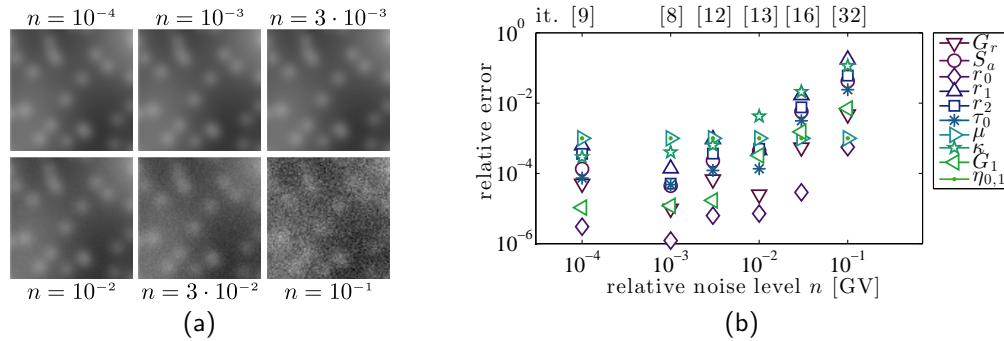 n = 10⁻⁴ n = 10⁻³ n = 3 · 10⁻³
n = 10⁻² n = 3 · 10⁻² n = 10⁻¹
(a)
it. [9] [8] [12] [13] [16] [32]
10⁰
10⁻²
10⁻⁴
10⁻⁶
relative error
10⁻⁴ 10⁻³ 10⁻² 10⁻¹
relative noise level n [GV]
G_r
S_a
r_0
r_1
r_2
τ_0
μ
κ
G_1
η_{0,1}
(b)